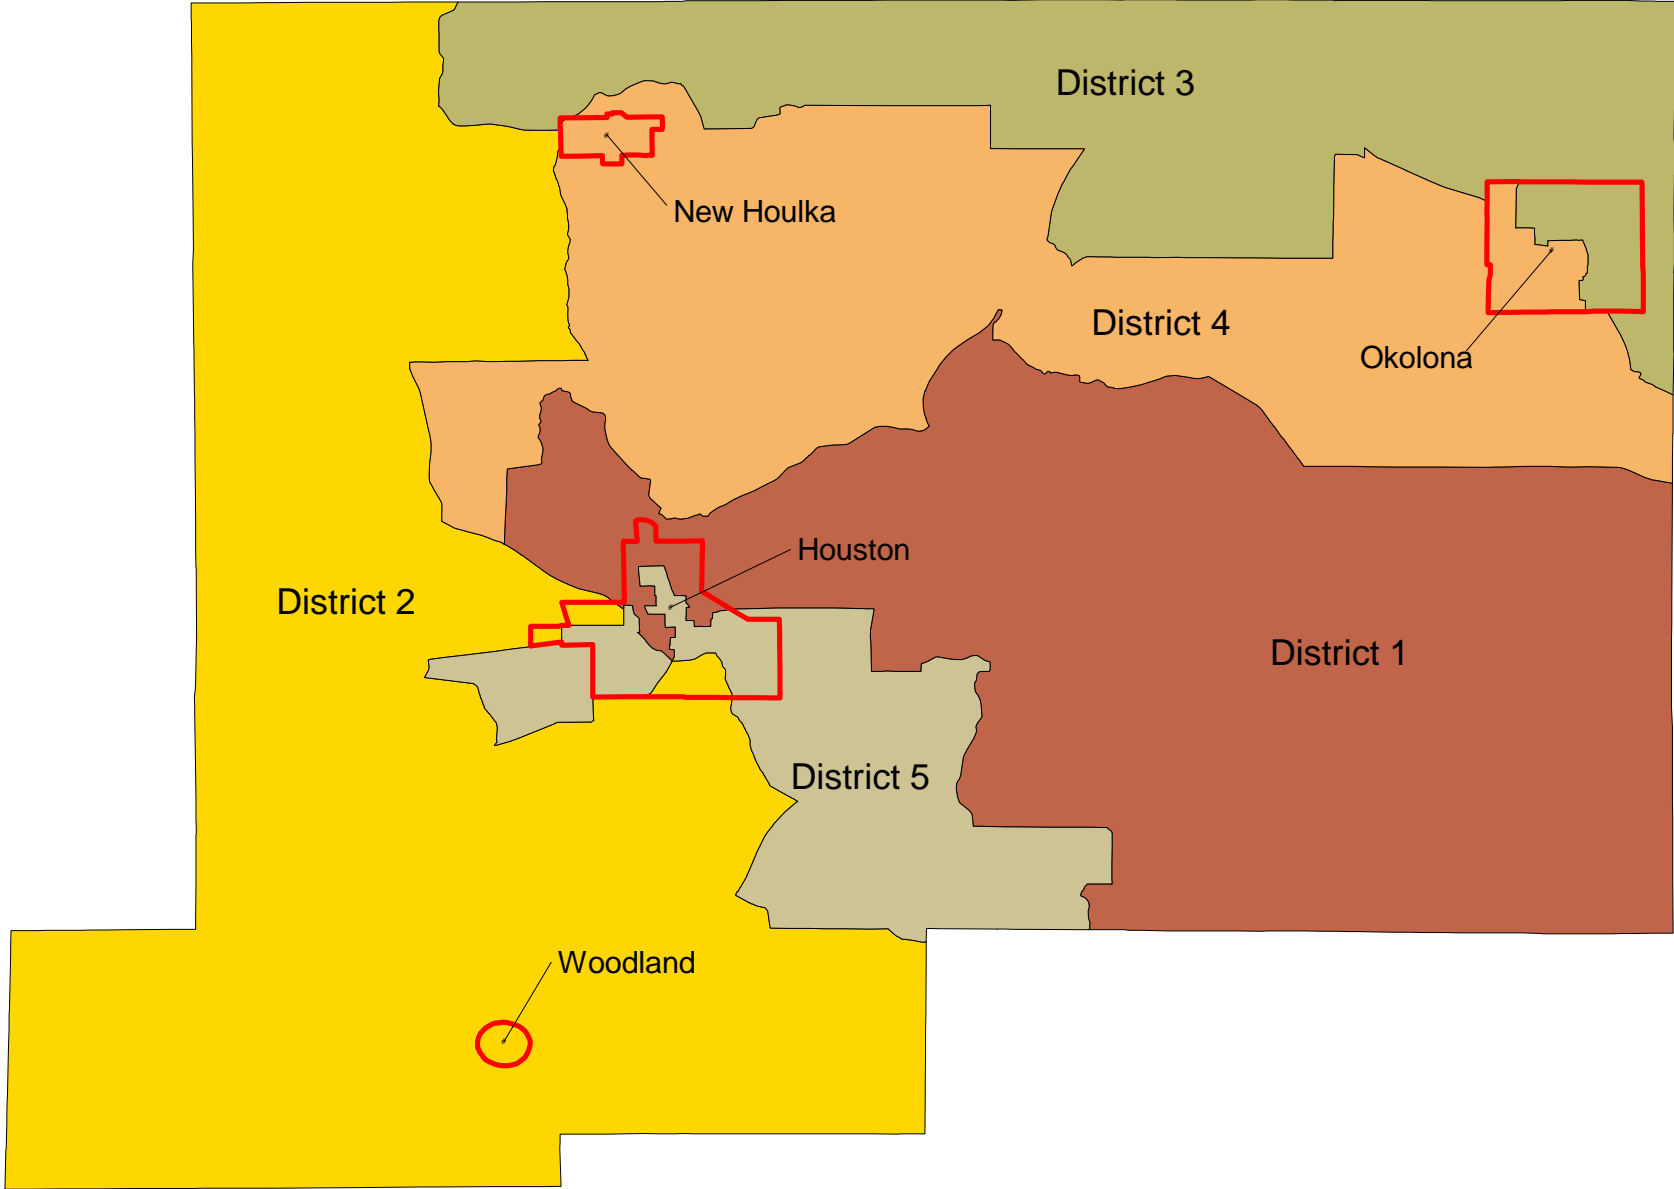 District 3
New Houlka
District 4
Okolona
Houston
District 2
District 1
District 5
Woodland